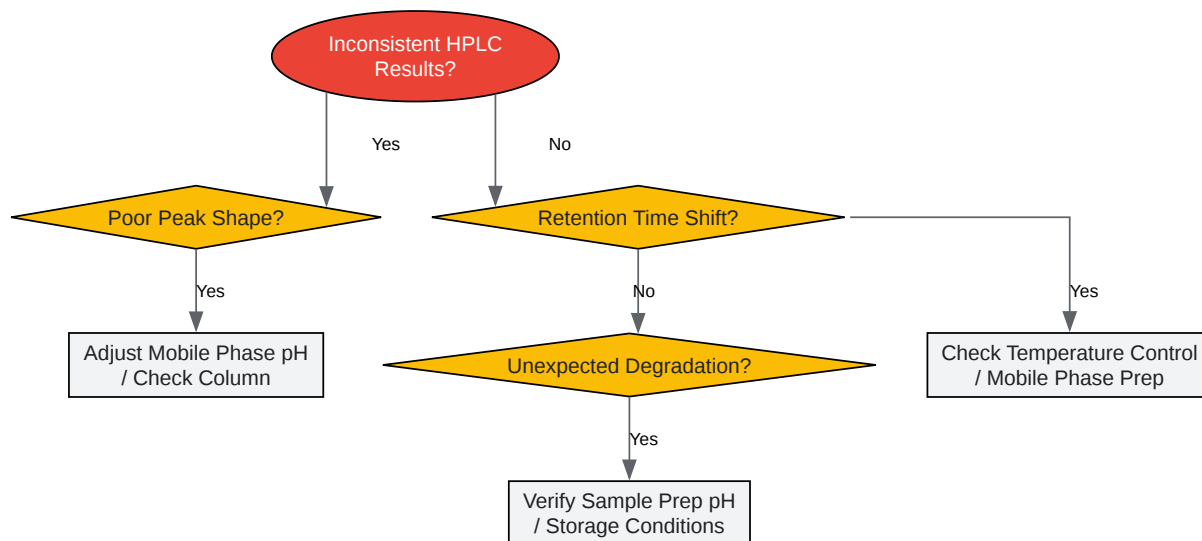 Inconsistent HPLC
Results?
Yes
No
Poor Peak Shape?
Retention Time Shift?
Yes
No
Yes
Adjust Mobile Phase pH
/ Check Column
Unexpected Degradation?
Check Temperature Control
/ Mobile Phase Prep
Yes
Verify Sample Prep pH
/ Storage Conditions